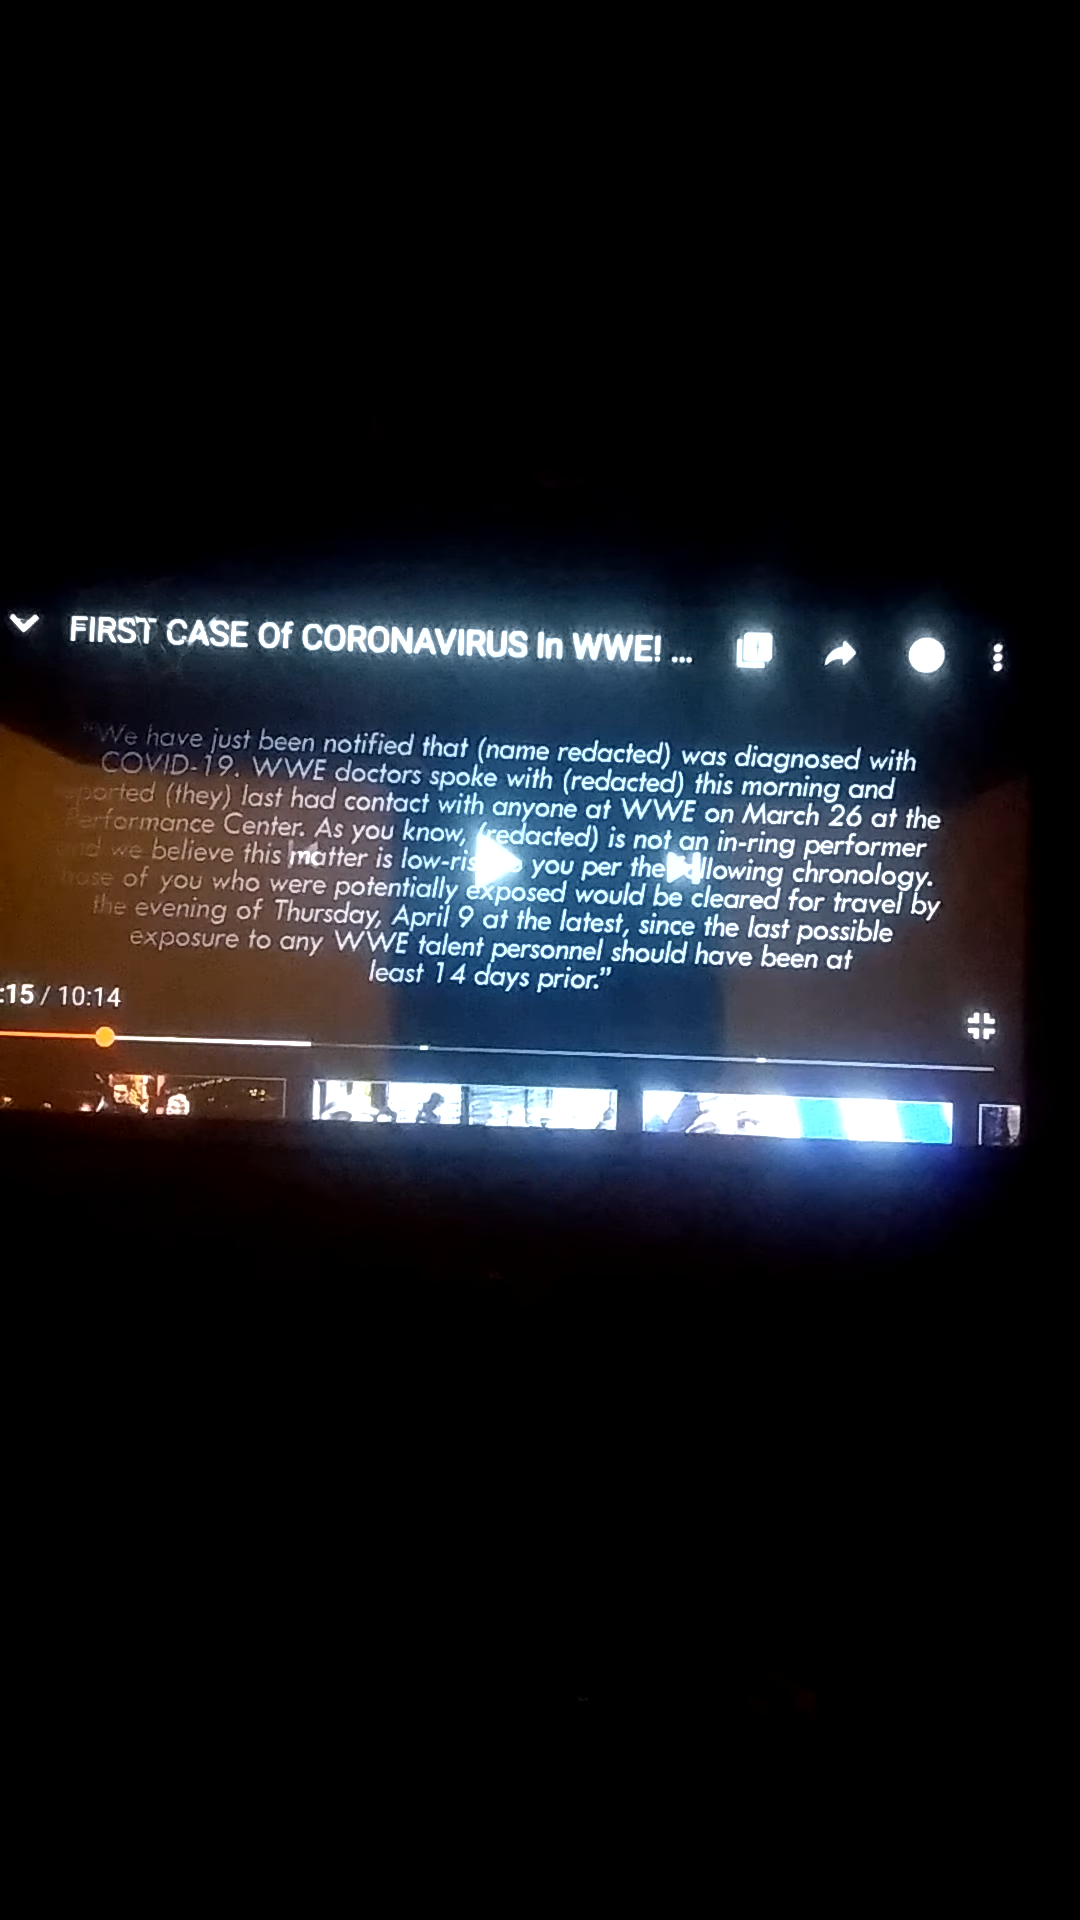 FIRST CASE Of CORONAVIRUS In WWE! ...
"We have just been notified that (name redacted) was diagnosed with
COVID-19. WWE doctors spoke with (redacted) this morning and
(they) last had contact with anyone at WWE on March 26 at the
Performance Center. As you know, (redacted) is not an in-ring performer
and we believe this matter is you per the chronology.
of you who were potentially exposed would be cleared for travel by
the evening of Thursday, April 9 at the latest, since the last possible
exposure to any WWE talent personnel should have been at
least 14 days prior."
:15 / 10:14